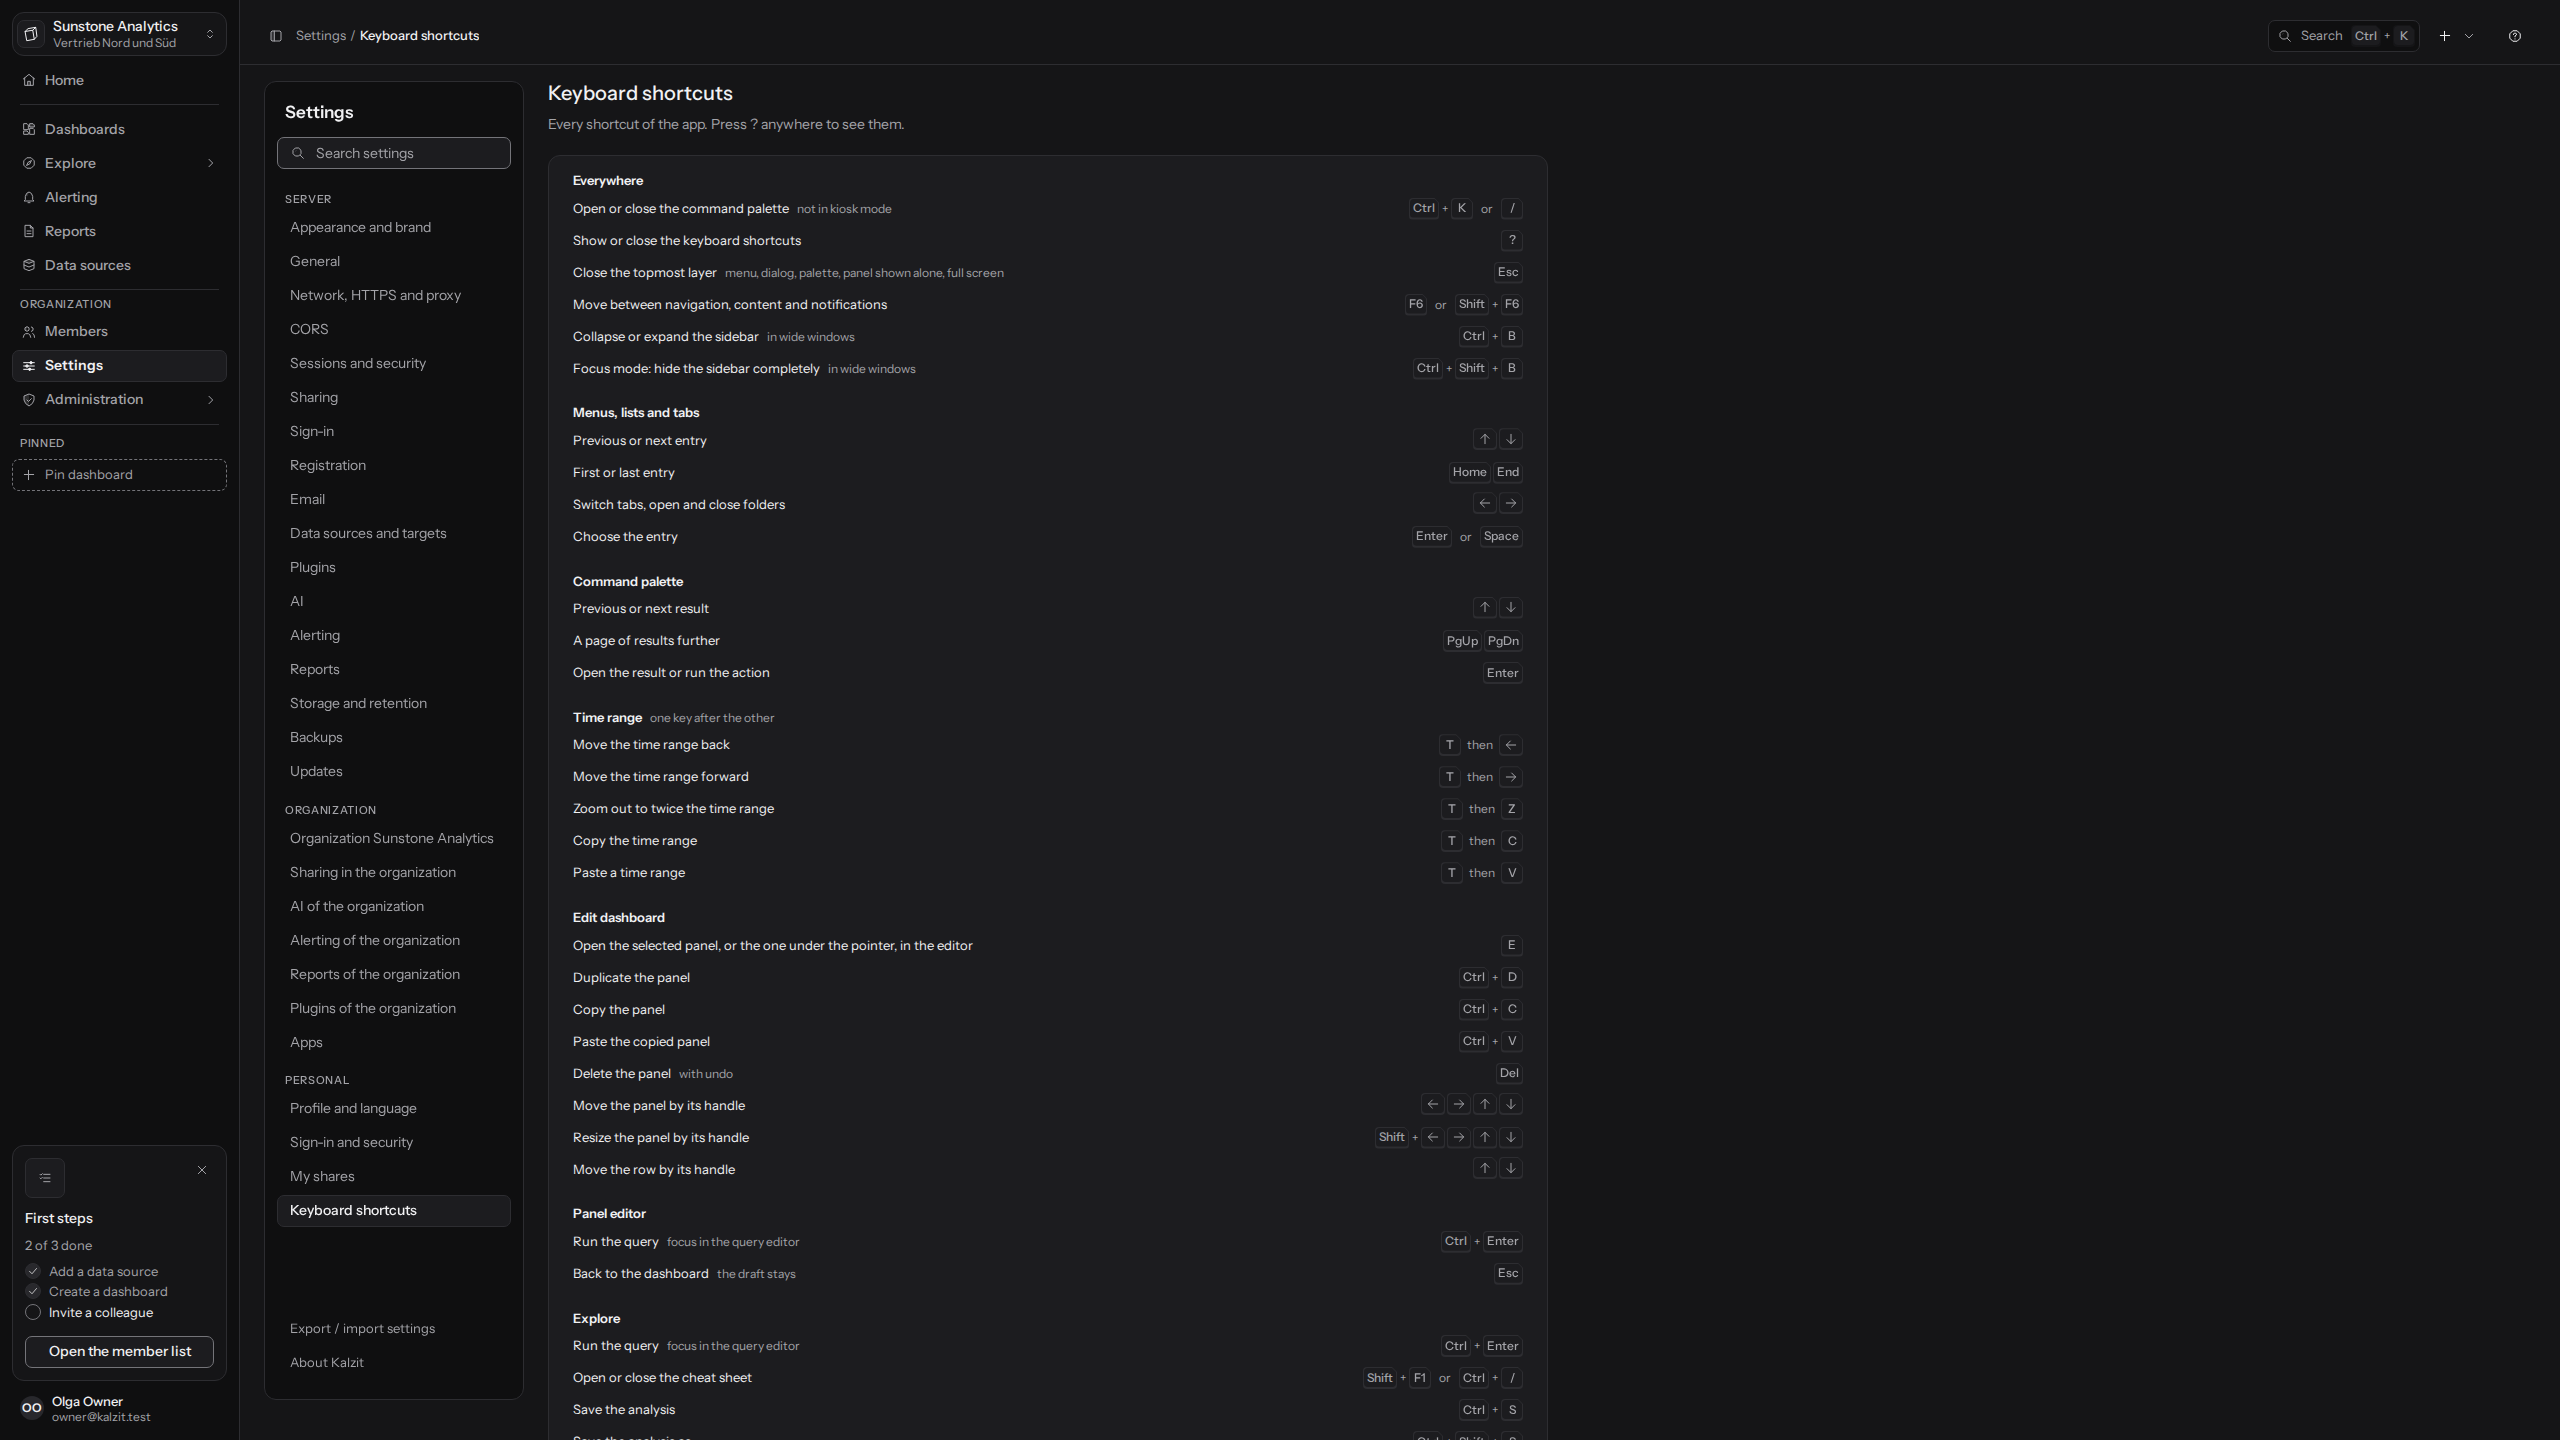 Sunstone Analytics
Vertrieb Nord und Süd
Home
Dashboards
Explore
Alerting
Reports
Data sources
ORGANIZATION
Members
Settings
Administration
PINNED
Pin dashboard
First steps
2 of 3 done
Add a data source
Create a dashboard
Invite a colleague
Open the member list
OO
Olga Owner
owner@kalzit.test
Settings / Keyboard shortcuts
Search Ctrl + K
Settings
Search settings
SERVER
Appearance and brand
General
Network, HTTPS and proxy
CORS
Sessions and security
Sharing
Sign-in
Registration
Email
Data sources and targets
Plugins
AI
Alerting
Reports
Storage and retention
Backups
Updates
ORGANIZATION
Organization Sunstone Analytics
Sharing in the organization
AI of the organization
Alerting of the organization
Reports of the organization
Plugins of the organization
Apps
PERSONAL
Profile and language
Sign-in and security
My shares
Keyboard shortcuts
Export / import settings
About Kalzit
Keyboard shortcuts
Every shortcut of the app. Press ? anywhere to see them.
Everywhere
Open or close the command palette not in kiosk mode Ctrl + K or /
Show or close the keyboard shortcuts ?
Close the topmost layer menu, dialog, palette, panel shown alone, full screen Esc
Move between navigation, content and notifications F6 or Shift + F6
Collapse or expand the sidebar in wide windows Ctrl + B
Focus mode: hide the sidebar completely in wide windows Ctrl + Shift + B
Menus, lists and tabs
Previous or next entry ↑ ↓
First or last entry Home End
Switch tabs, open and close folders ← →
Choose the entry Enter or Space
Command palette
Previous or next result ↑ ↓
A page of results further PgUp PgDn
Open the result or run the action Enter
Time range one key after the other
Move the time range back T then ←
Move the time range forward T then →
Zoom out to twice the time range T then Z
Copy the time range T then C
Paste a time range T then V
Edit dashboard
Open the selected panel, or the one under the pointer, in the editor E
Duplicate the panel Ctrl + D
Copy the panel Ctrl + C
Paste the copied panel Ctrl + V
Delete the panel with undo Del
Move the panel by its handle ← → ↑ ↓
Resize the panel by its handle Shift + ← → ↑ ↓
Move the row by its handle ↑ ↓
Panel editor
Run the query focus in the query editor Ctrl + Enter
Back to the dashboard the draft stays Esc
Explore
Run the query focus in the query editor Ctrl + Enter
Open or close the cheat sheet Shift + F1 or Ctrl + /
Save the analysis Ctrl + S